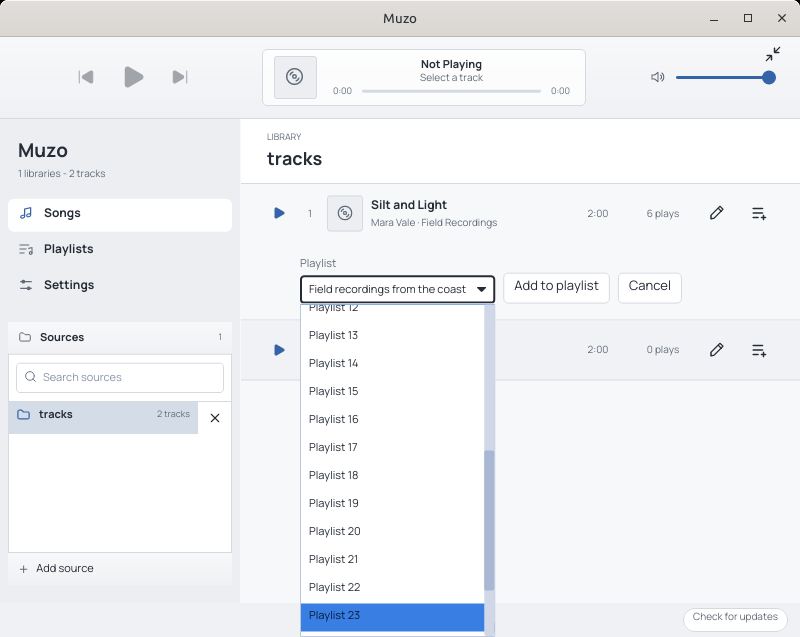 Muzo
Not Playing
Select a track
0:00
0:00
Muzo
1 libraries - 2 tracks
Songs
Playlists
Settings
Sources 1
Search sources
tracks 2 tracks
Add source
LIBRARY
tracks
1 Silt and Light 2:00 6 plays
Mara Vale · Field Recordings
Playlist
Field recordings from the coast Add to playlist Cancel
2:00 0 plays
Playlist 12
Playlist 13
Playlist 14
Playlist 15
Playlist 16
Playlist 17
Playlist 18
Playlist 19
Playlist 20
Playlist 21
Playlist 22
Playlist 23
Check for updates